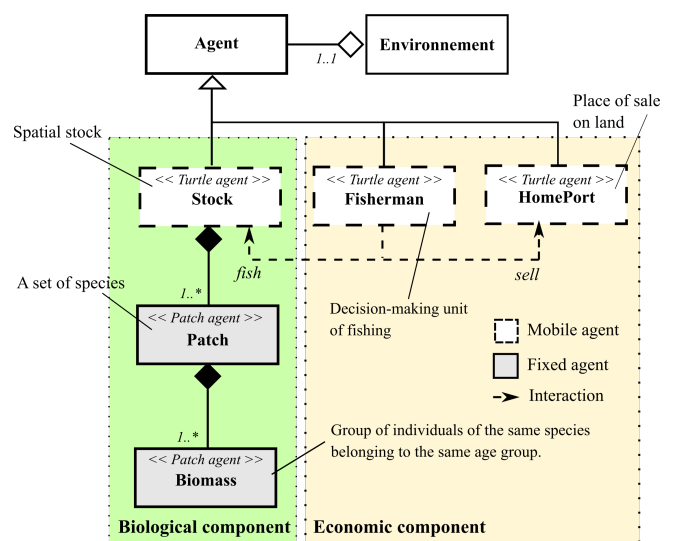 Agent
1..1
Environnement
Place of sale
on land
Spatial stock
<< Turtle agent >>
Stock
<< Turtle agent >>
Fisherman
<< Turtle agent >>
HomePort
fish
sell
A set of species
1..*
<< Patch agent >>
Patch
Decision-making unit
of fishing
Mobile agent
Fixed agent
Interaction
1..*
<< Patch agent >>
Biomass
Group of individuals of the same species
belonging to the same age group.
Biological component
Economic component